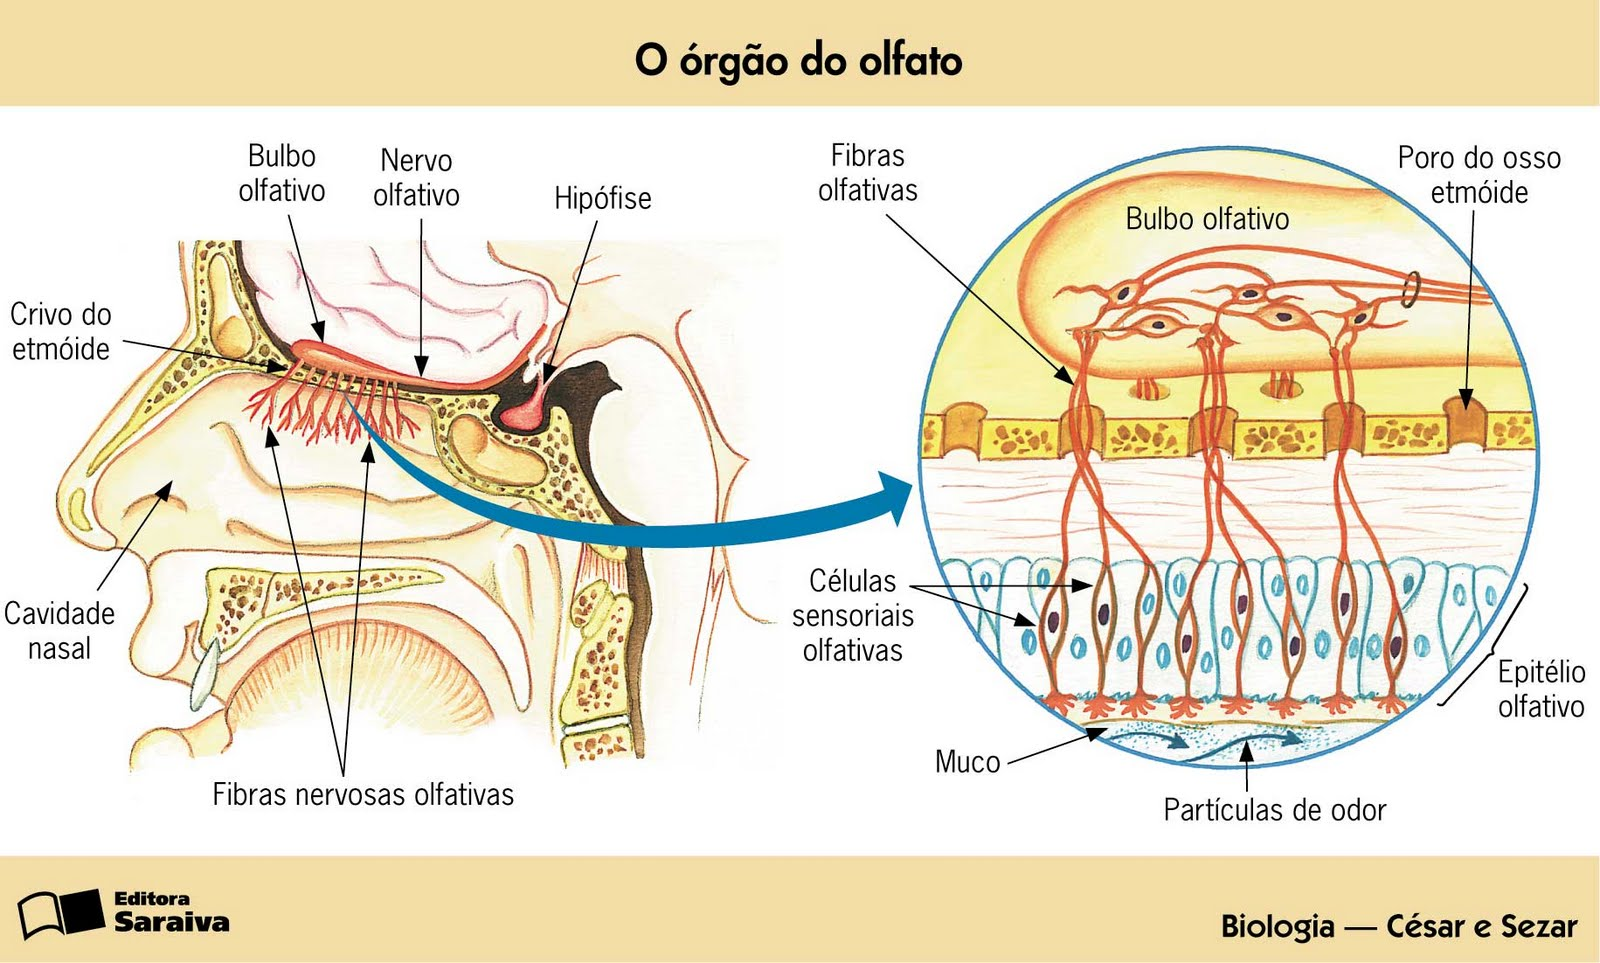 O órgão do olfato
Bulbo
olfativo
Nervo
olfativo
Hipófise
Crivo do
etmóide
Cavidade
nasal
Fibras nervosas olfativas
Fibras
olfativas
Poro do osso
etmóide
Bulbo olfativo
Células
sensoriais
olfativas
Epitélio
olfativo
Muco
Partículas de odor
Editora
Saraiva
Biologia — César e Sezar